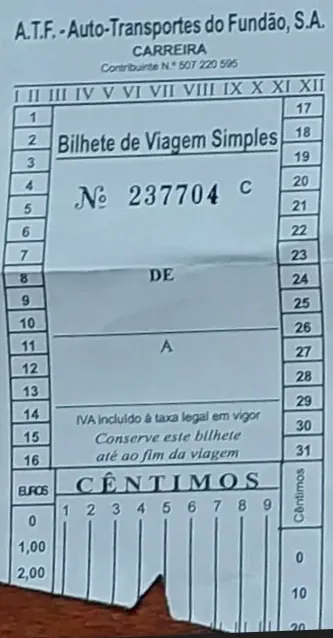 A.T.F. - Auto-Transportes do Fundão, S.A.
CARREIRA
Contribuinte N.º 507 220 595
I II III IV V VI VII VIII IX X XI XII
1 17
2 Bilhete de Viagem Simples 18
3 19
4 20
Nº 237704 C
5 21
6 22
7 23
8 DE 24
9 25
10 26
11 A 27
12 28
13 29
14 IVA incluído à taxa legal em vigor 30
15 Conserve este bilhete
16 até ao fim da viagem 31
EUROS CÊNTIMOS Cêntimos
1 2 3 4 5 6 7 8 9
0
1,00 0
2,00
10
20